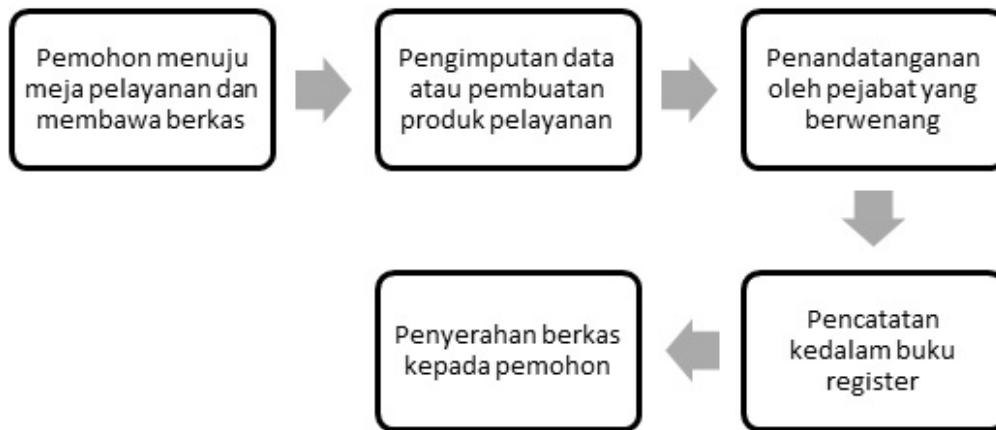 Pemohon menuju
meja pelayanan dan
membawa berkas
Pengimputan data
atau pembuatan
produk pelayanan
Penandatanganan
oleh pejabat yang
berwenang
Pencatatan
kedalam buku
register
Penyerahan berkas
kepada pemohon